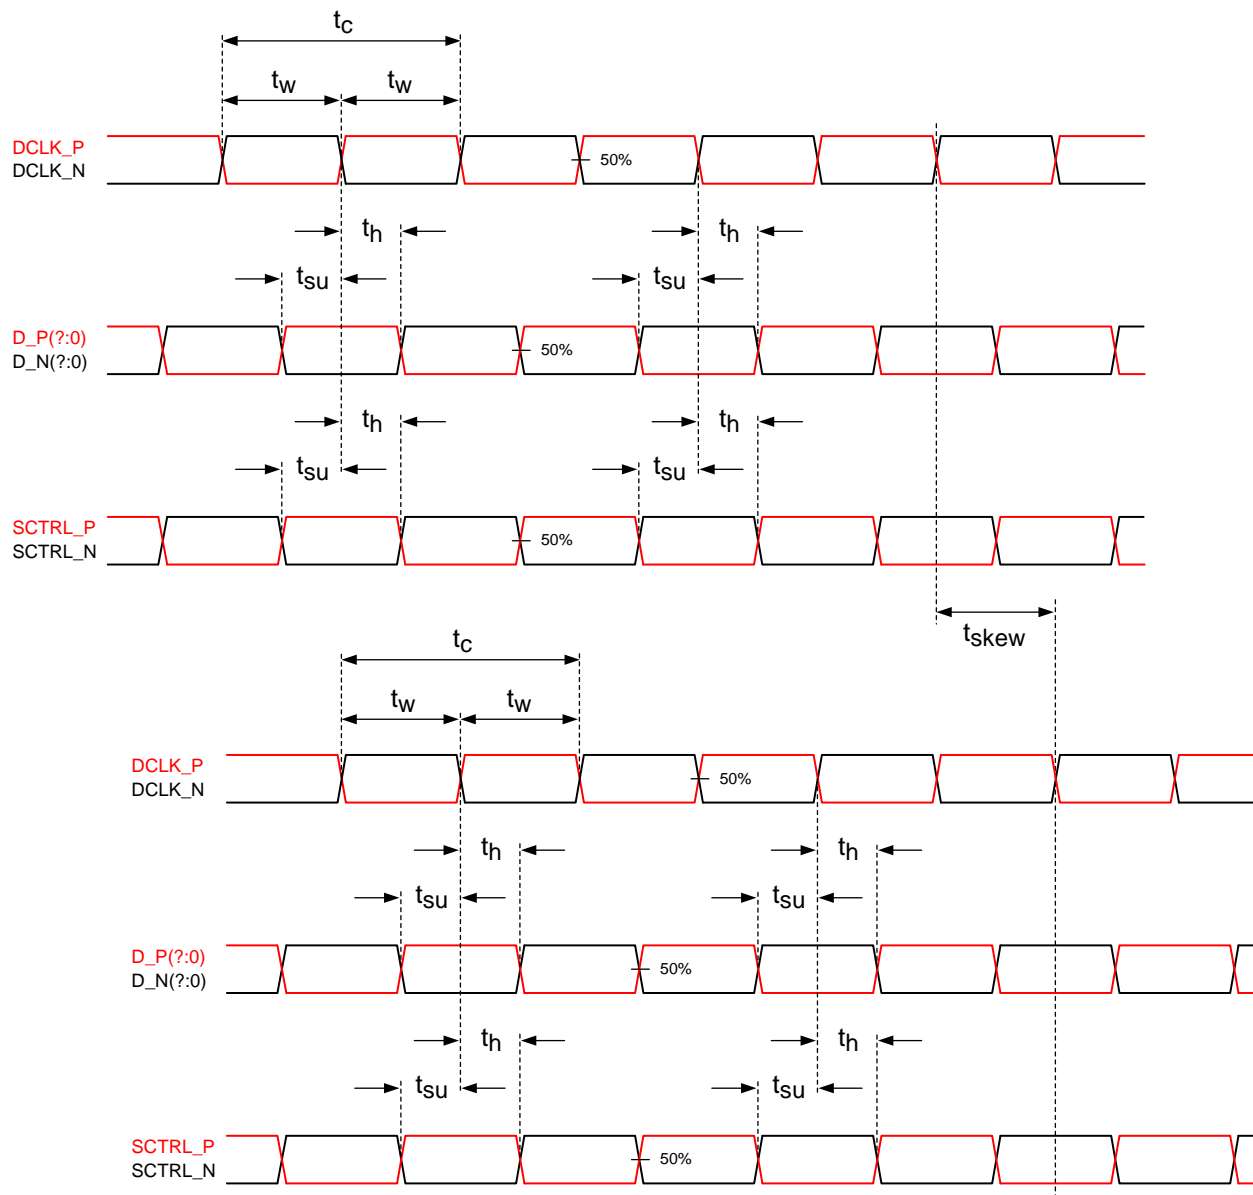 tc
tw tw
DCLK_P
DCLK_N
50%
th th
tsu tsu
D_P(?:0)
D_N(?:0)
50%
th th
tsu tsu
SCTRL_P
SCTRL_N
50%
tskew
tc
tw tw
DCLK_P
DCLK_N
50%
th th
tsu tsu
D_P(?:0)
D_N(?:0)
50%
th th
tsu tsu
SCTRL_P
SCTRL_N
50%